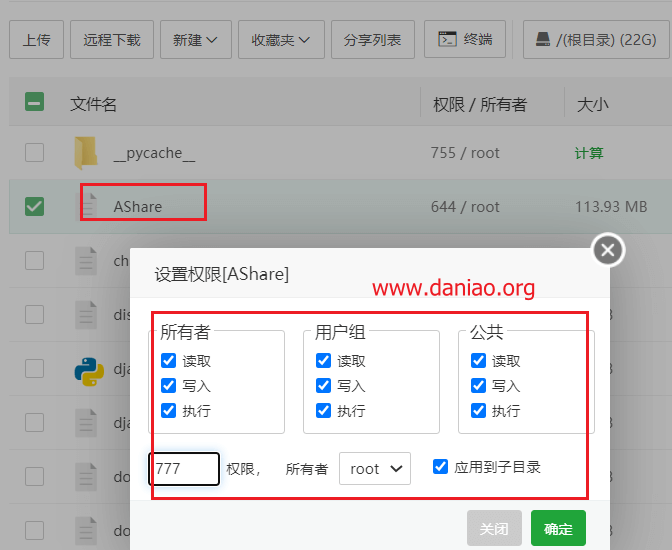 上传 远程下载 新建 收藏夹 分享列表 终端 /(根目录) (22G)
文件名 权限 / 所有者 大小
__pycache__ 755 / root 计算
AShare 644 / root 113.93 MB
ch
设置权限[AShare]
www.daniao.org
dis
所有者 用户组 公共
读取 读取 读取
dja
写入 写入 写入
执行 执行 执行
dja
777 权限， 所有者 root 应用到子目录
do
关闭 确定
do